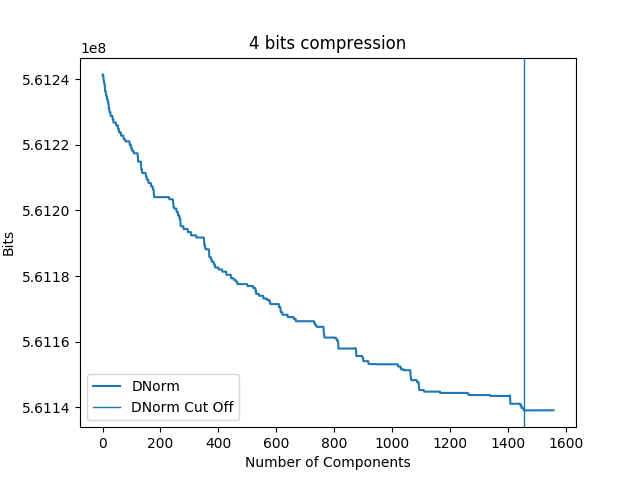 4 bits compression
1e8
5.6124
5.6122
5.6120
5.6118
5.6116
5.6114
Bits
DNorm
DNorm Cut Off
0 200 400 600 800 1000 1200 1400 1600
Number of Components